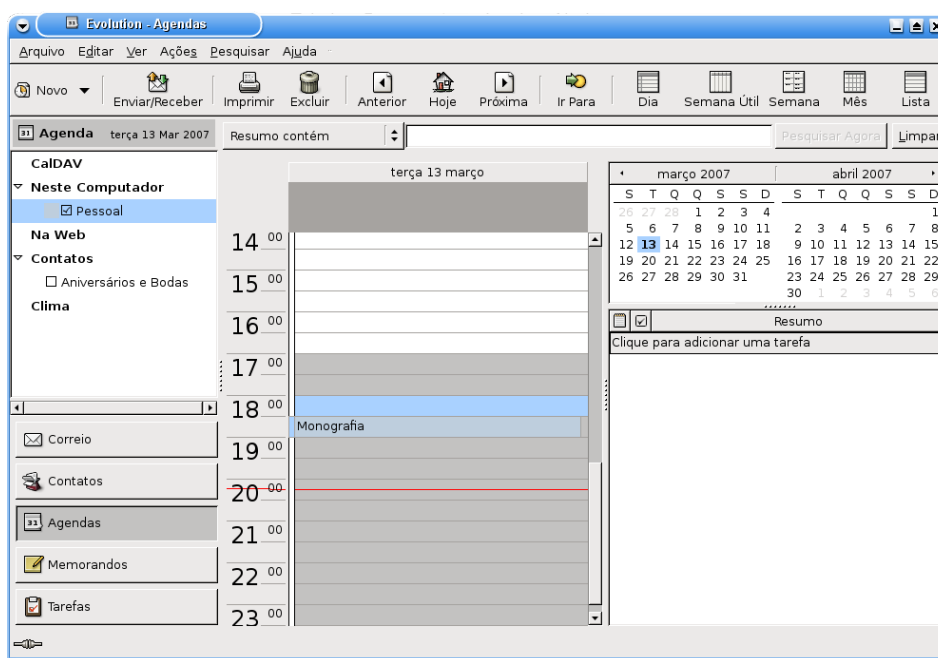 Evolution - Agendas
Arquivo Editar Ver Ações Pesquisar Ajuda
Novo Enviar/Receber Imprimir Excluir Anterior Hoje Próxima Ir Para Dia Semana Útil Semana Mês Lista
Agenda terça 13 Mar 2007 Resumo contém Pesquisar Agora Limpar
CalDAV
Neste Computador
Pessoal
Na Web
Contatos
Aniversários e Bodas
Clima
Correio
Contatos
Agendas
Memorandos
Tarefas
terça 13 março
14 00
15 00
16 00
17 00
18 00
Monografia
19 00
20 00
21 00
22 00
23 00
março 2007
S T Q Q S S D
26 27 28 1 2 3 4
5 6 7 8 9 10 11
12 13 14 15 16 17 18
19 20 21 22 23 24 25
26 27 28 29 30 31
abril 2007
S T Q Q S S D
1
2 3 4 5 6 7 8
9 10 11 12 13 14 15
16 17 18 19 20 21 22
23 24 25 26 27 28 29
30 1 2 3 4 5 6
Resumo
Clique para adicionar uma tarefa